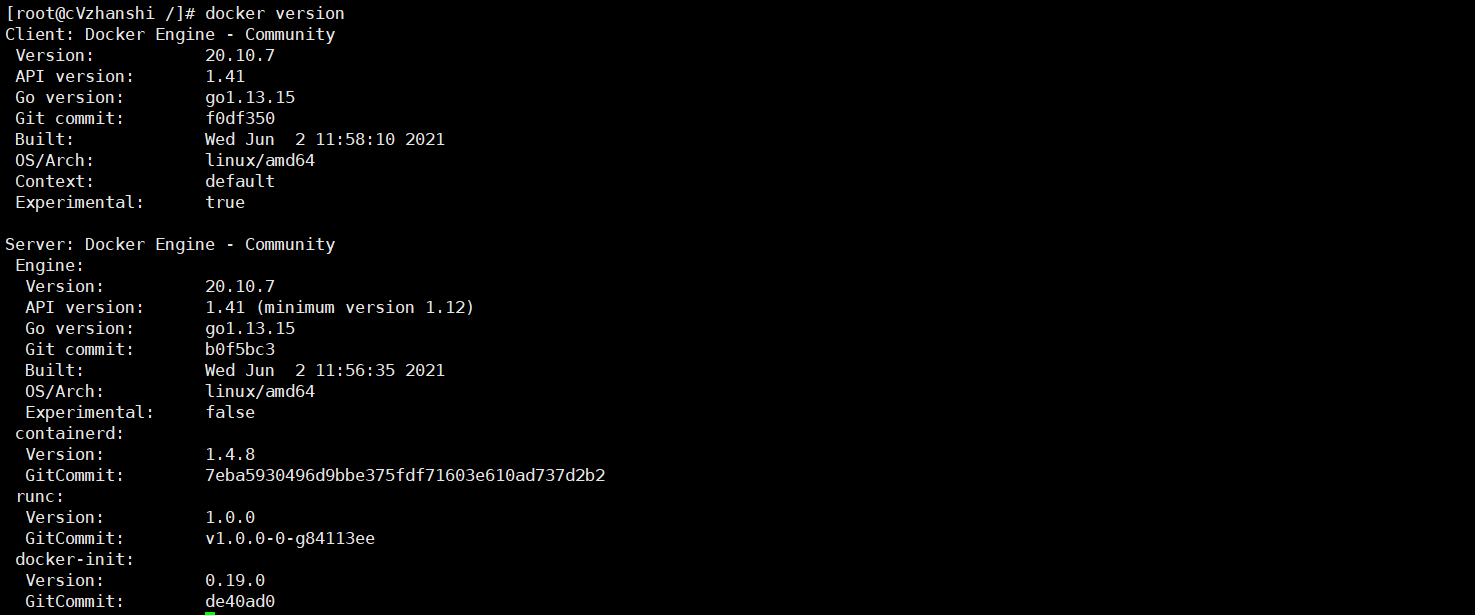 [root@cVzhanshi /]# docker version
Client: Docker Engine - Community
 Version:           20.10.7
 API version:       1.41
 Go version:        go1.13.15
 Git commit:        f0df350
 Built:             Wed Jun  2 11:58:10 2021
 OS/Arch:           linux/amd64
 Context:           default
 Experimental:      true

Server: Docker Engine - Community
 Engine:
  Version:          20.10.7
  API version:      1.41 (minimum version 1.12)
  Go version:       go1.13.15
  Git commit:       b0f5bc3
  Built:            Wed Jun  2 11:56:35 2021
  OS/Arch:          linux/amd64
  Experimental:     false
 containerd:
  Version:          1.4.8
  GitCommit:        7eba5930496d9bbe375fdf71603e610ad737d2b2
 runc:
  Version:          1.0.0
  GitCommit:        v1.0.0-0-g84113ee
 docker-init:
  Version:          0.19.0
  GitCommit:        de40ad0